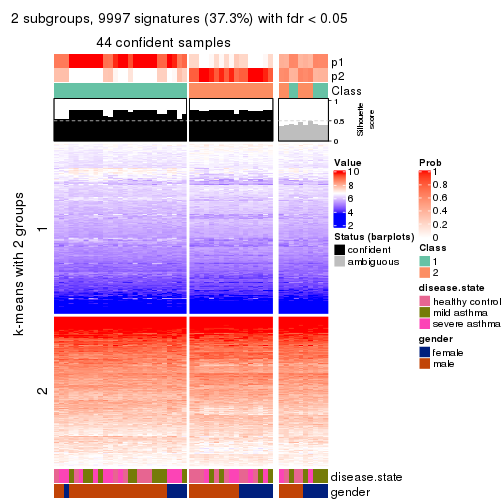 2 subgroups, 9997 signatures (37.3%) with fdr < 0.05
44 confident samples
p1
p2
Class
1
0.5
0
Silhouette
score
k-means with 2 groups
1
2
Value
10
8
6
4
2
Status (barplots)
confident
ambiguous
Prob
1
0.8
0.6
0.4
0.2
0
Class
1
2
disease.state
healthy control
mild asthma
severe asthma
gender
female
male
disease.state
gender